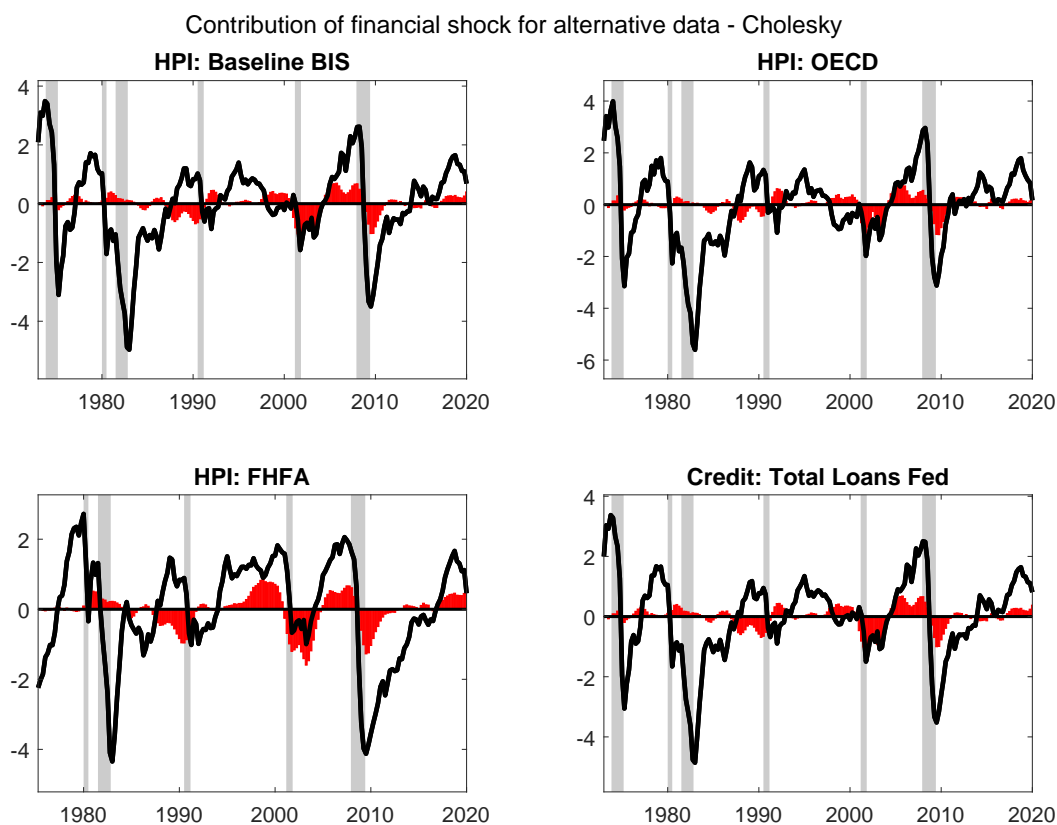 Contribution of financial shock for alternative data - Cholesky
HPI: Baseline BIS
4
2
0
-2
-4
1980 1990 2000 2010 2020
HPI: OECD
4
2
0
-2
-4
-6
1980 1990 2000 2010 2020
HPI: FHFA
2
0
-2
-4
1980 1990 2000 2010 2020
Credit: Total Loans Fed
4
2
0
-2
-4
1980 1990 2000 2010 2020